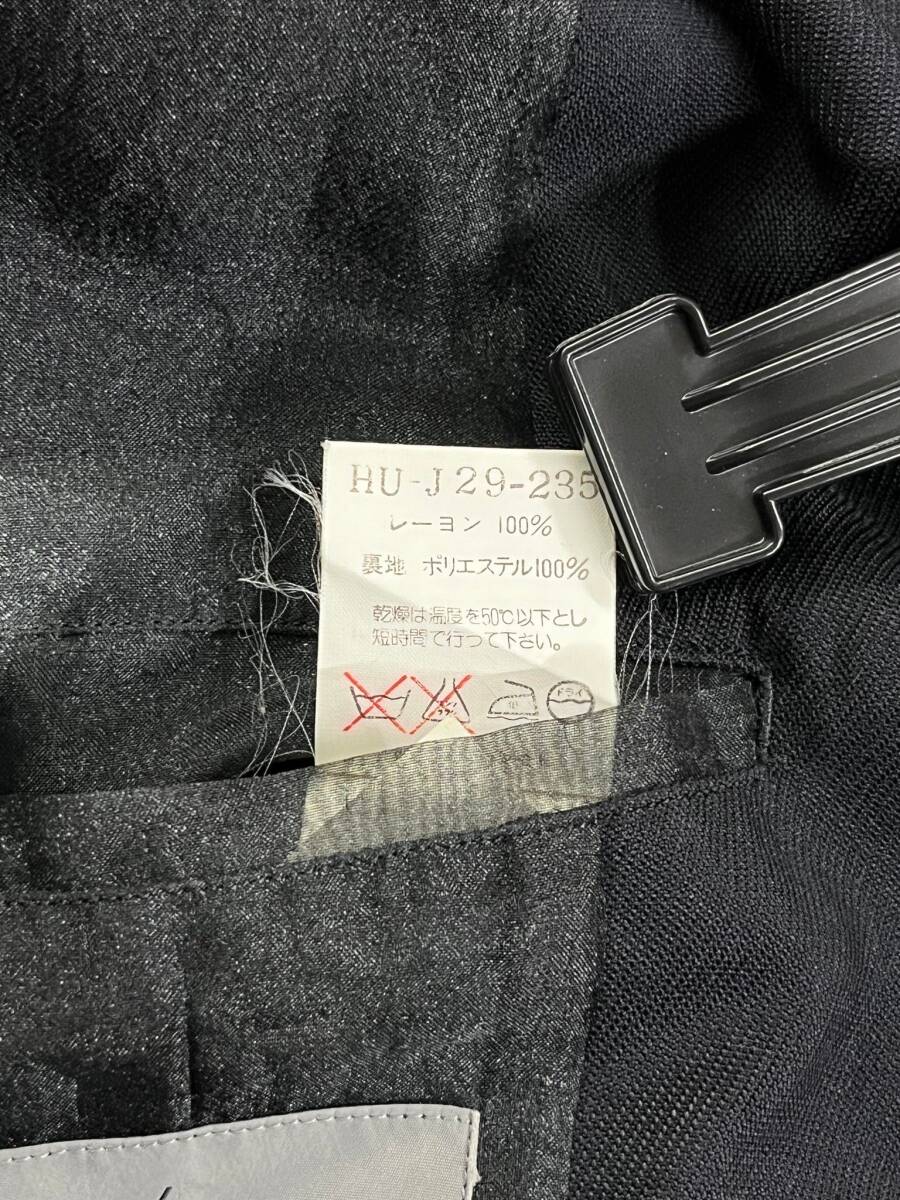 HU-J29-235
レーヨン 100%
裏地 ポリエステル100%
乾燥は温度を50℃以下とし
短時間で行って下さい。
ドライ